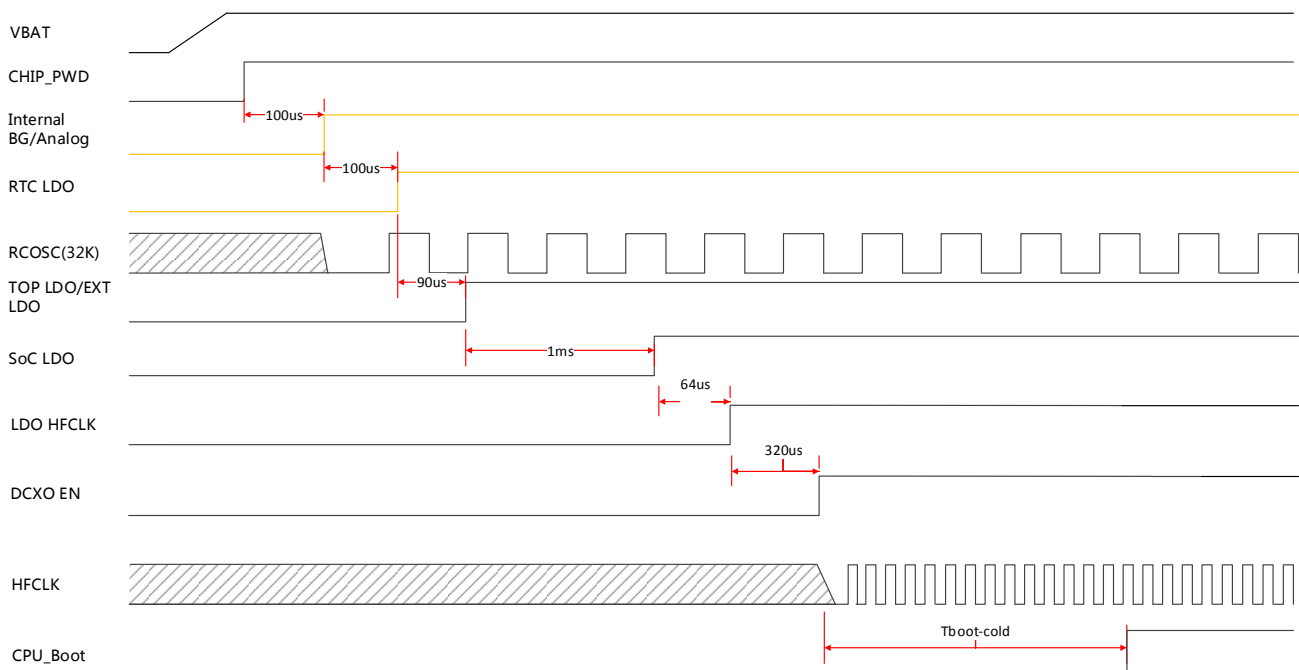 VBAT
CHIP_PWD
Internal
BG/Analog
100us
100us
RTC LDO
RCOSC(32K)
TOP LDO/EXT
LDO
90us
SoC LDO
1ms
64us
LDO HFCLK
320us
DCXO EN
HFCLK
Tboot-cold
CPU_Boot